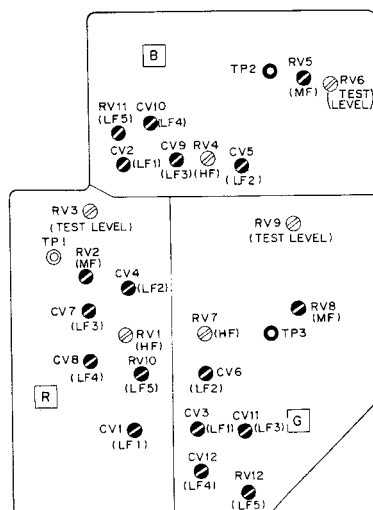 B
TP2
RV5
(MF)
RV6
(TEST
LEVEL)
RV11
(LF5)
CV10
(LF4)
CV2
(LF1)
CV9
(LF3)
RV4
(HF)
CV5
(LF2)
RV3
(TEST LEVEL)
TP1
RV2
(MF)
CV4
(LF2)
CV7
(LF3)
RV1
(HF)
CV8
(LF4)
RV10
(LF5)
R
CV1
(LF1)
RV9
(TEST LEVEL)
RV8
(MF)
RV7
(HF)
TP3
CV6
(LF2)
CV3
(LF1)
CV11
(LF3)
G
CV12
(LF4)
RV12
(LF5)